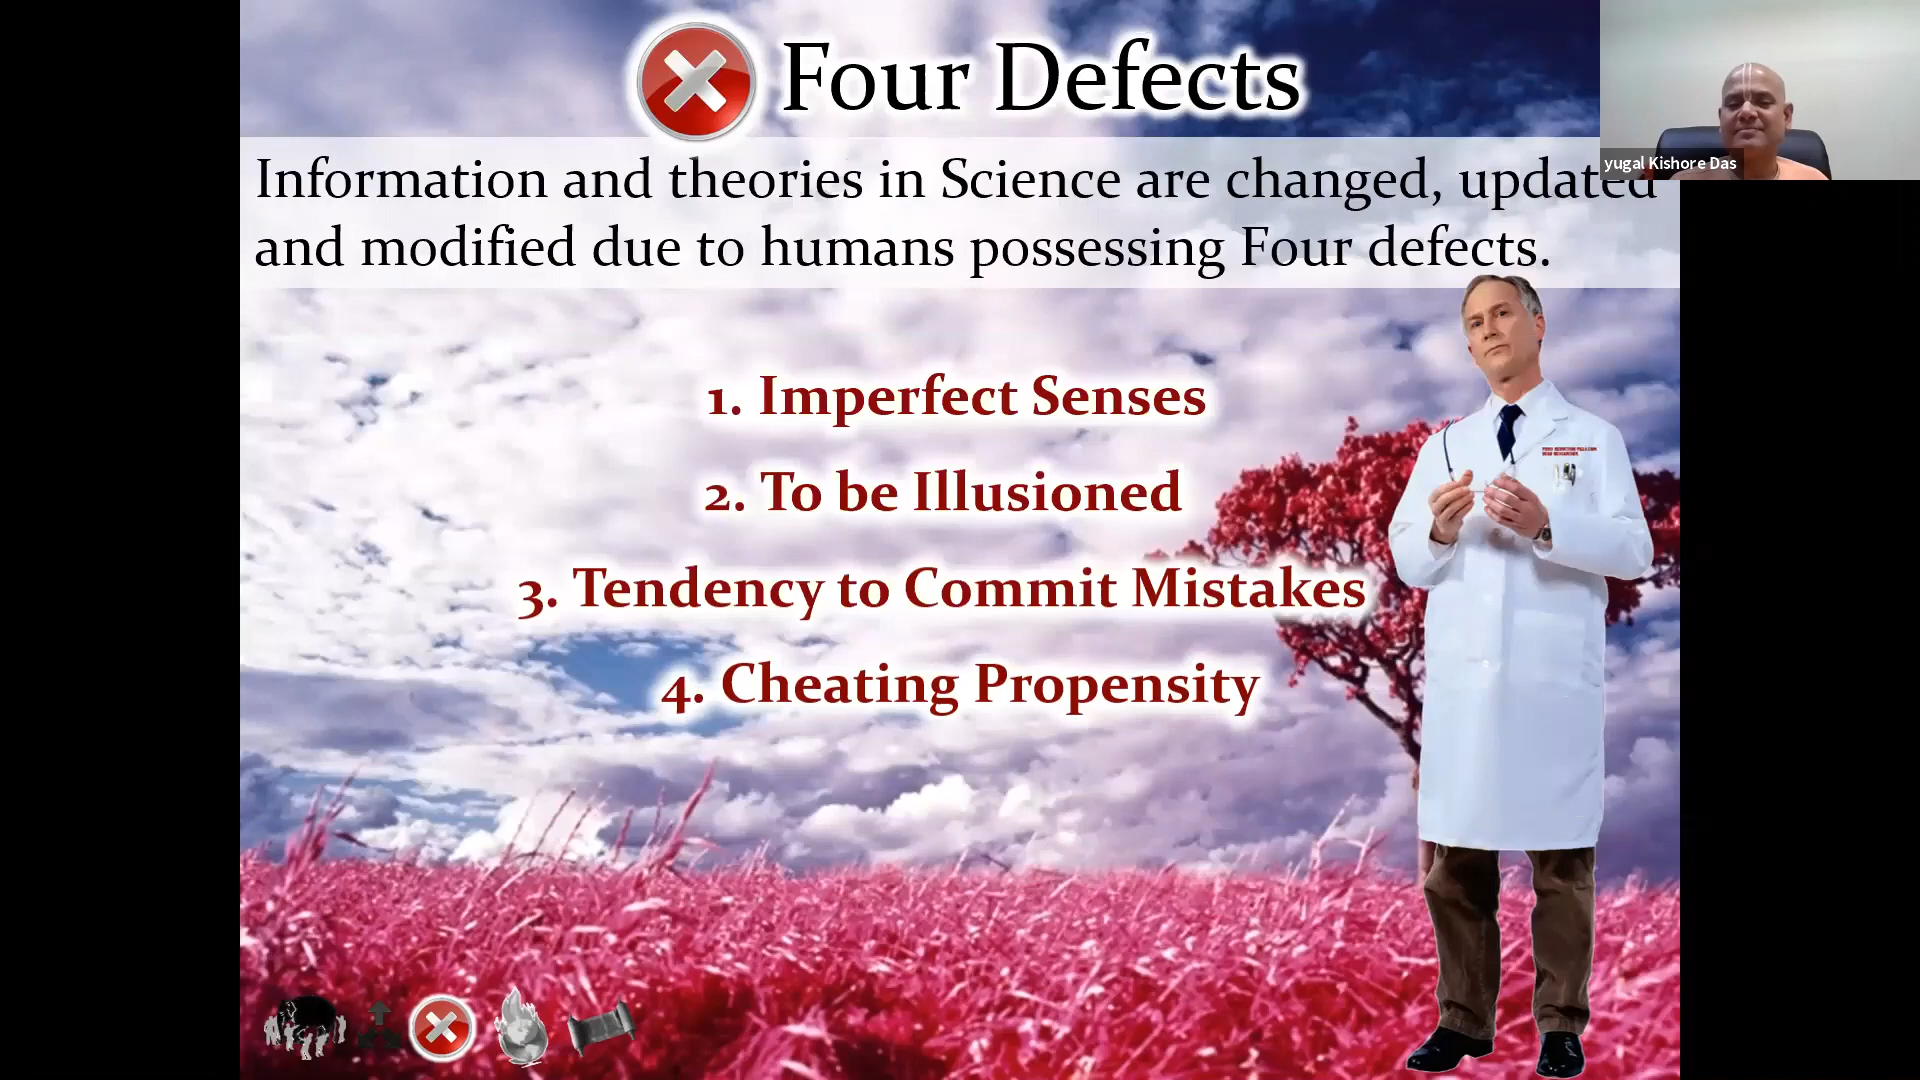 Four Defects
Information and theories in Science are changed, updated
and modified due to humans possessing Four defects.
yugal Kishore Das
1. Imperfect Senses
2. To be Illusioned
3. Tendency to Commit Mistakes
4. Cheating Propensity